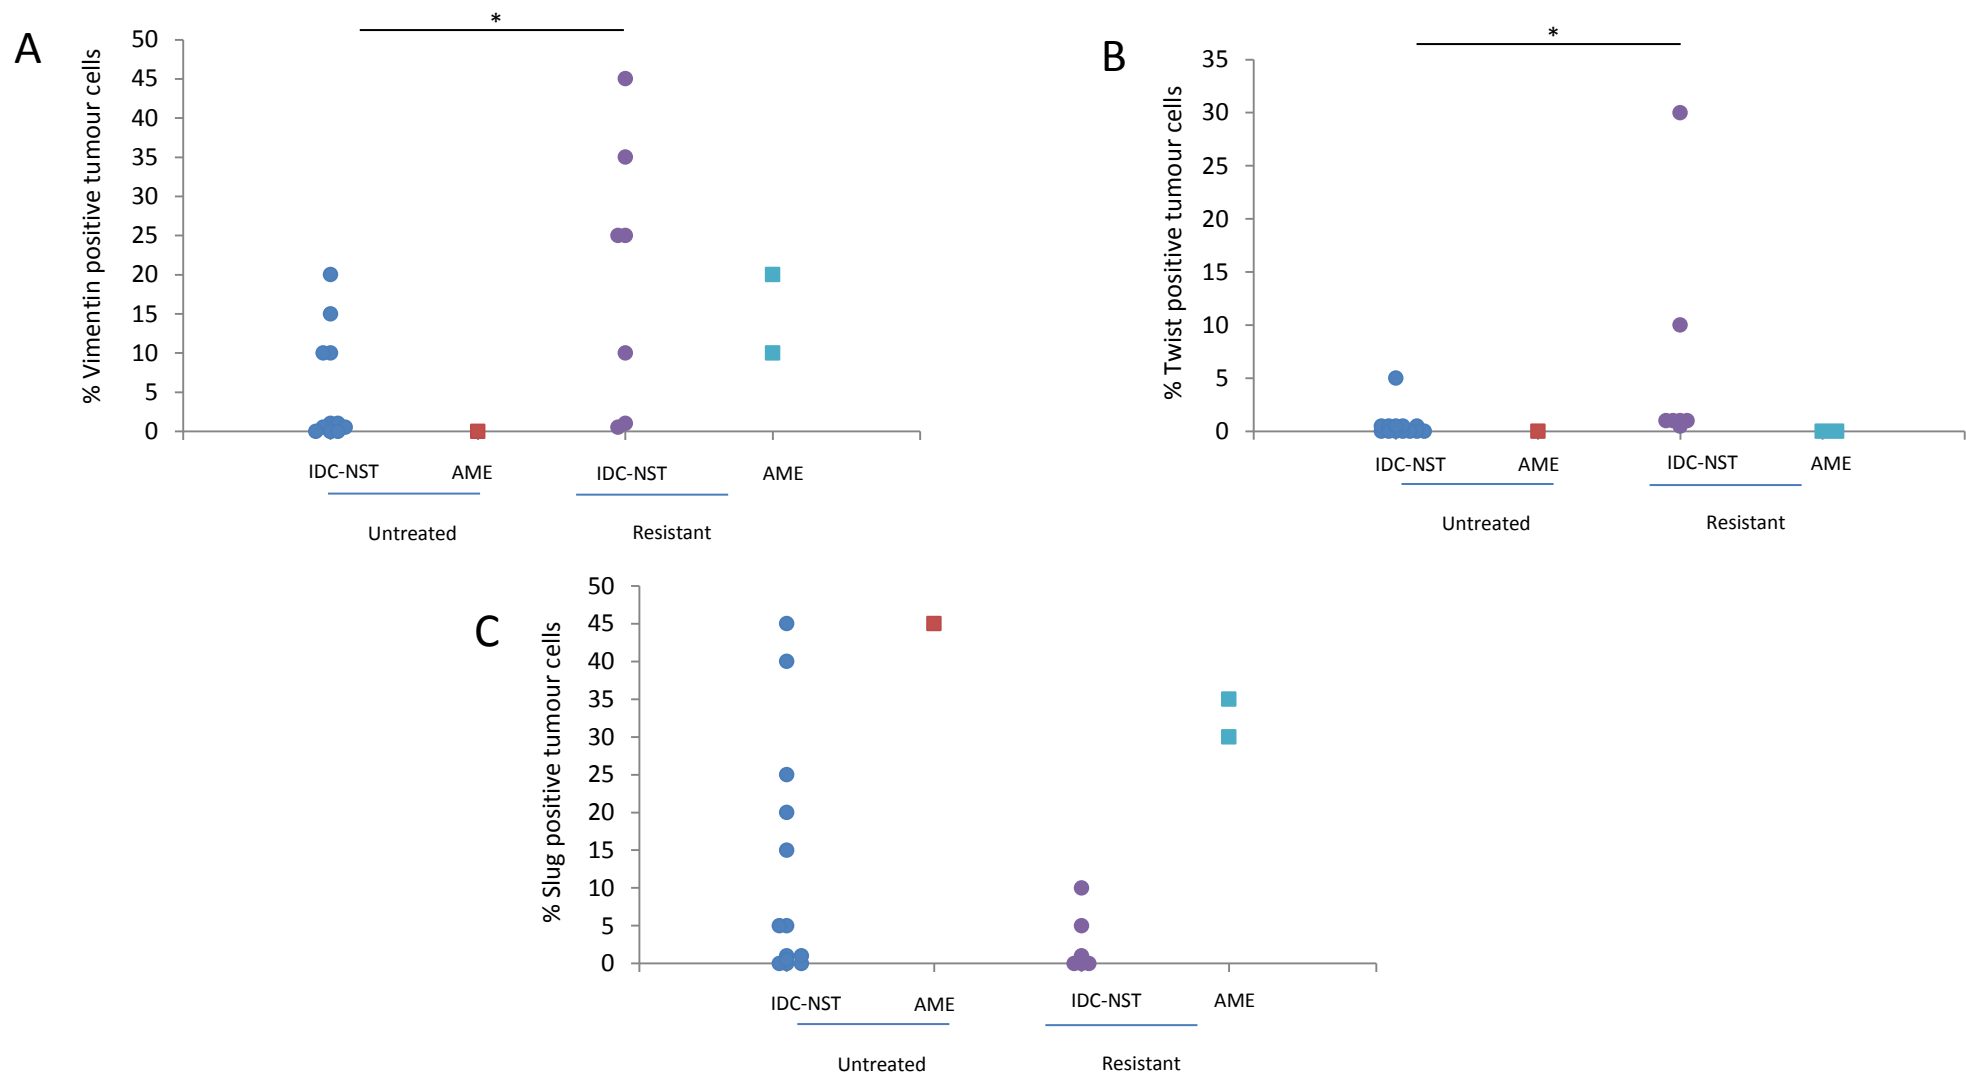 A
*
% Vimentin positive tumour cells
50
45
40
35
30
25
20
15
10
5
0
IDC-NST AME IDC-NST AME
Untreated Resistant
B
*
% Twist positive tumour cells
35
30
25
20
15
10
5
0
IDC-NST AME IDC-NST AME
Untreated Resistant
C
% Slug positive tumour cells
50
45
40
35
30
25
20
15
10
5
0
IDC-NST AME IDC-NST AME
Untreated Resistant